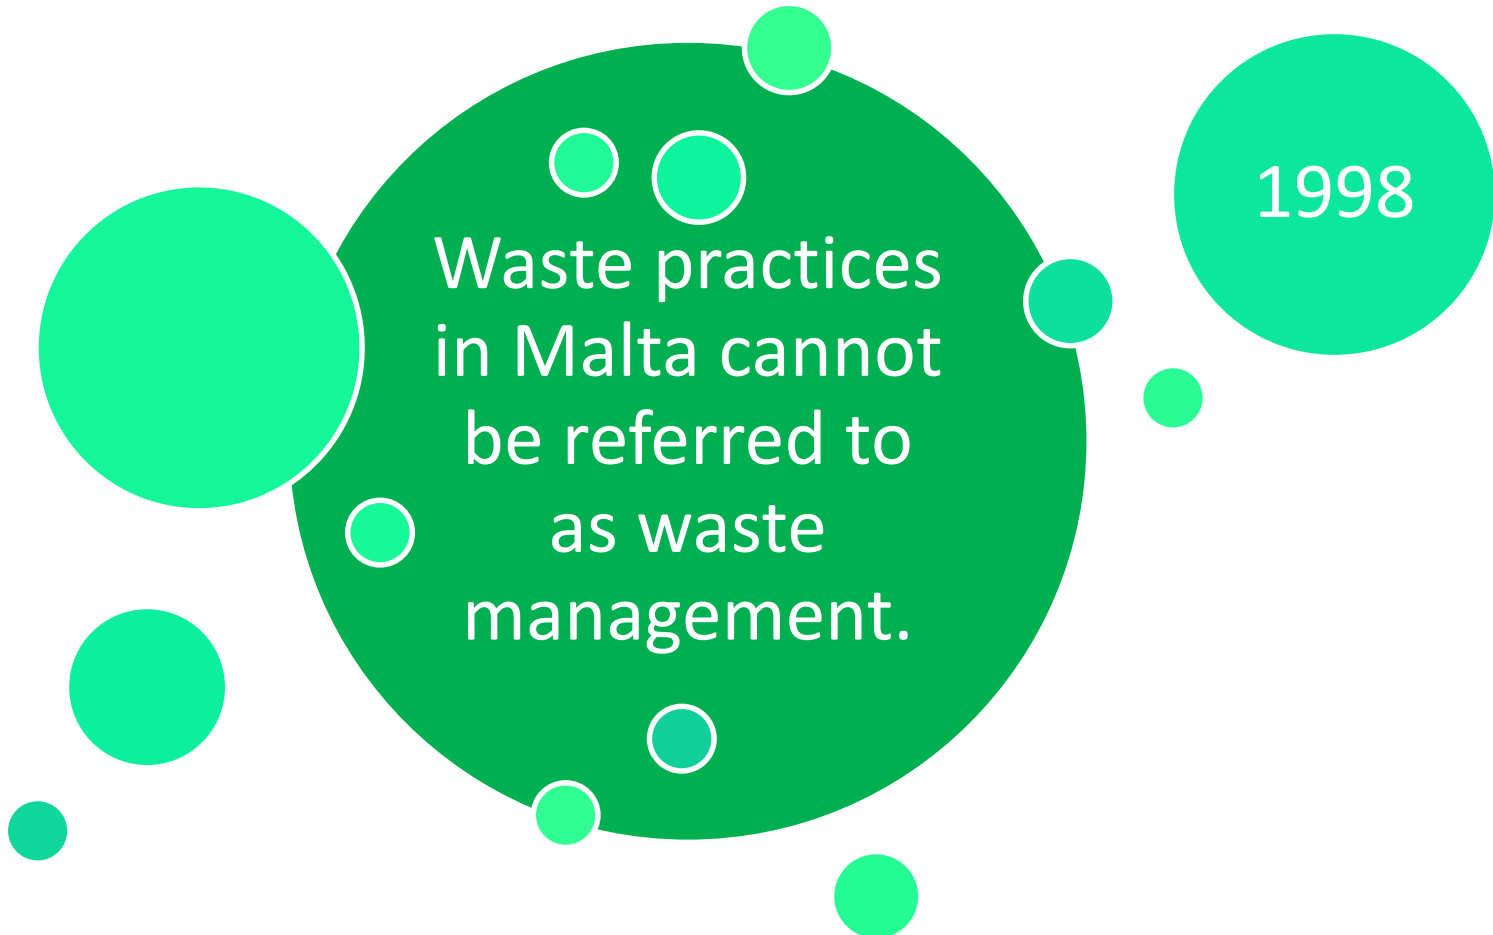 Waste practices
in Malta cannot
be referred to
as waste
management.
1998